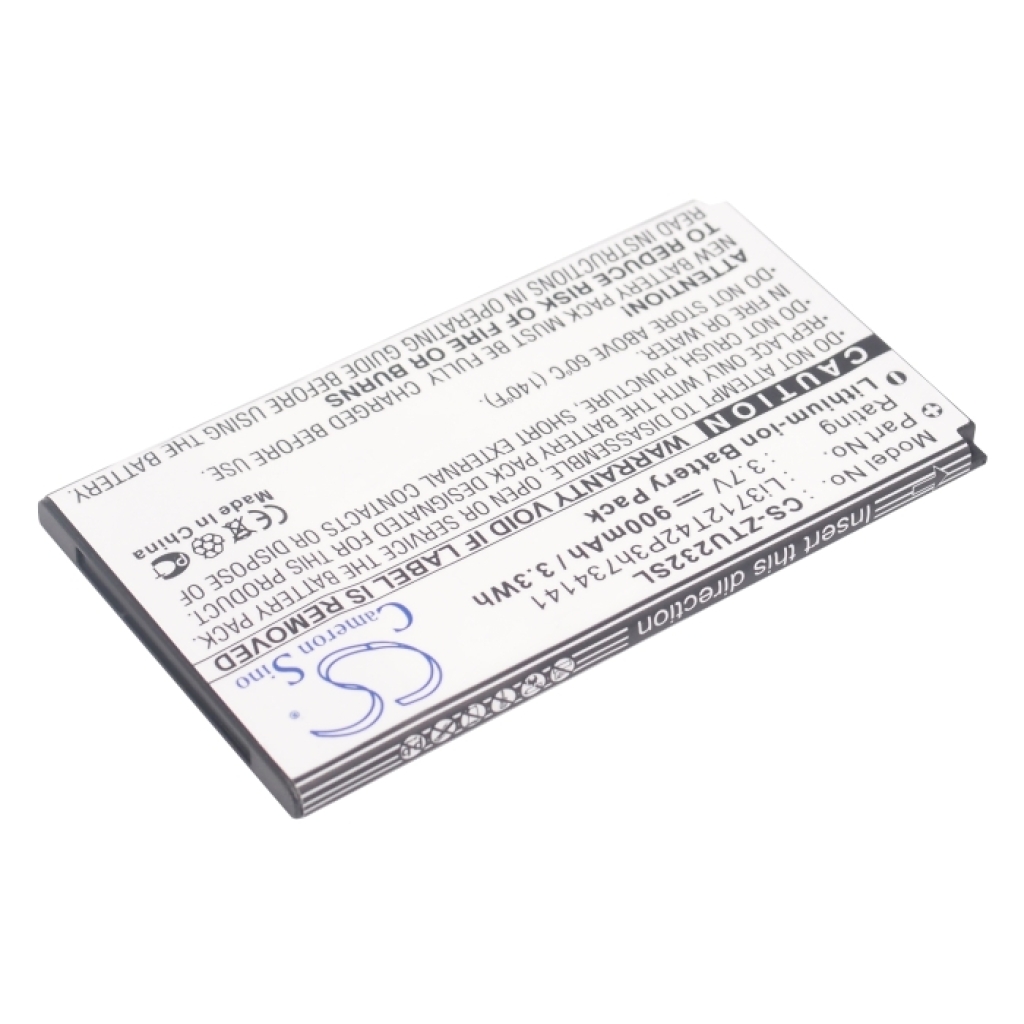 Insert this direction
Model No. : CS-ZTU232SL
Part No. : Li3712T42P3h734141
Rating : 3.7V 900mAh / 3.3Wh
Lithium-ion Battery Pack
Cameron Sino
CS
®
CAUTION WARRANTY VOID IF LABEL IS REMOVED
•DO NOT ATTEMPT TO DISASSEMBLE, OPEN OR SERVICE BATTERY PACK.
•REPLACE ONLY WITH THE BATTERY PACK DESIGNATED FOR THIS PRODUCT.
•DO NOT CRUSH, PUNCTURE, SHORT EXTERNAL CONTACTS OR DISPOSE OF
IN FIRE OR WATER.
•DO NOT STORE ABOVE 60°C (140°F).
ATTENTION!
NEW BATTERY PACK MUST BE FULLY CHARGED BEFORE USE.
TO REDUCE RISK OF FIRE OR BURNS
READ INSTRUCTIONS IN OPERATING GUIDE BEFORE USING THE BATTERY.
Made in China